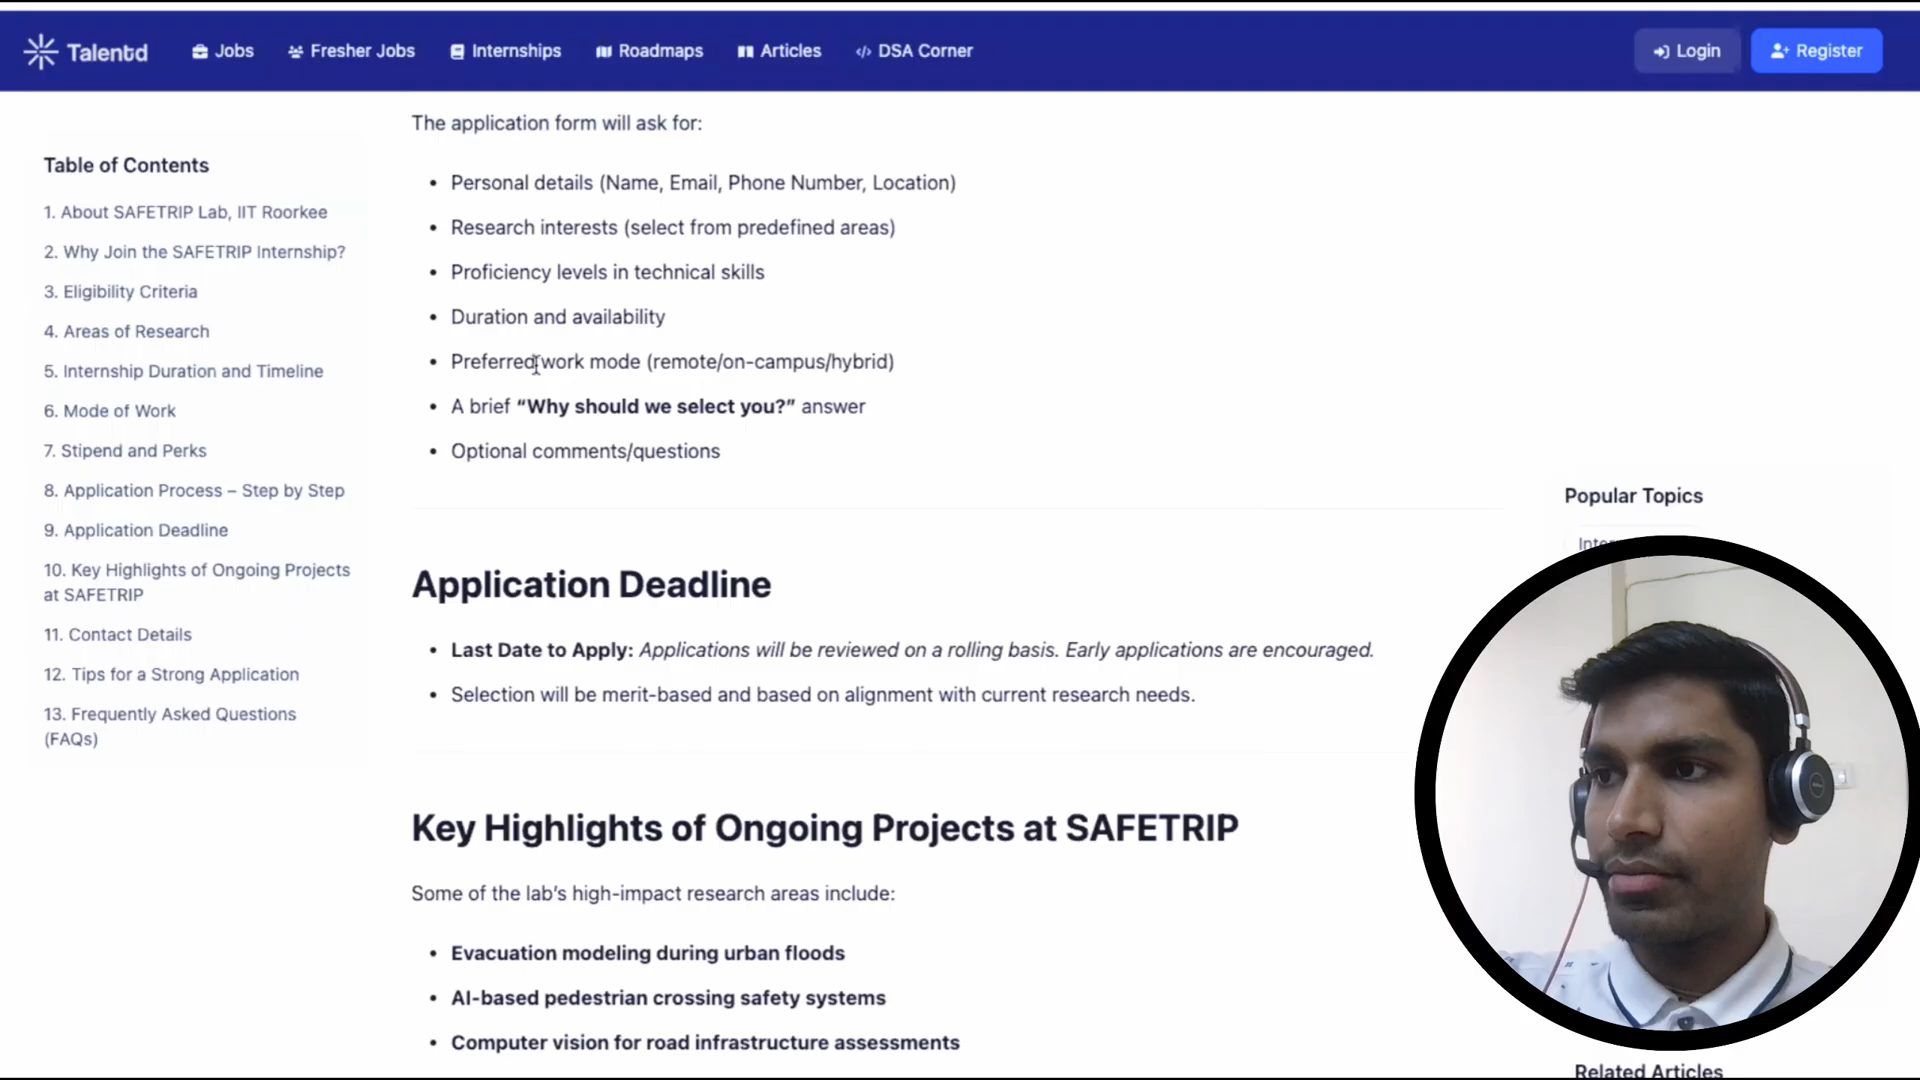 Talentd
Jobs
Fresher Jobs
Internships
Roadmaps
Articles
DSA Corner
Login
Register
Table of Contents
1. About SAFETRIP Lab, IIT Roorkee
2. Why Join the SAFETRIP Internship?
3. Eligibility Criteria
4. Areas of Research
5. Internship Duration and Timeline
6. Mode of Work
7. Stipend and Perks
8. Application Process – Step by Step
9. Application Deadline
10. Key Highlights of Ongoing Projects
at SAFETRIP
11. Contact Details
12. Tips for a Strong Application
13. Frequently Asked Questions
(FAQs)
The application form will ask for:
• Personal details (Name, Email, Phone Number, Location)
• Research interests (select from predefined areas)
• Proficiency levels in technical skills
• Duration and availability
• Preferred work mode (remote/on-campus/hybrid)
• A brief “Why should we select you?” answer
• Optional comments/questions
Application Deadline
• Last Date to Apply: Applications will be reviewed on a rolling basis. Early applications are encouraged.
• Selection will be merit-based and based on alignment with current research needs.
Key Highlights of Ongoing Projects at SAFETRIP
Some of the lab’s high-impact research areas include:
• Evacuation modeling during urban floods
• AI-based pedestrian crossing safety systems
• Computer vision for road infrastructure assessments
Popular Topics
Related Articles